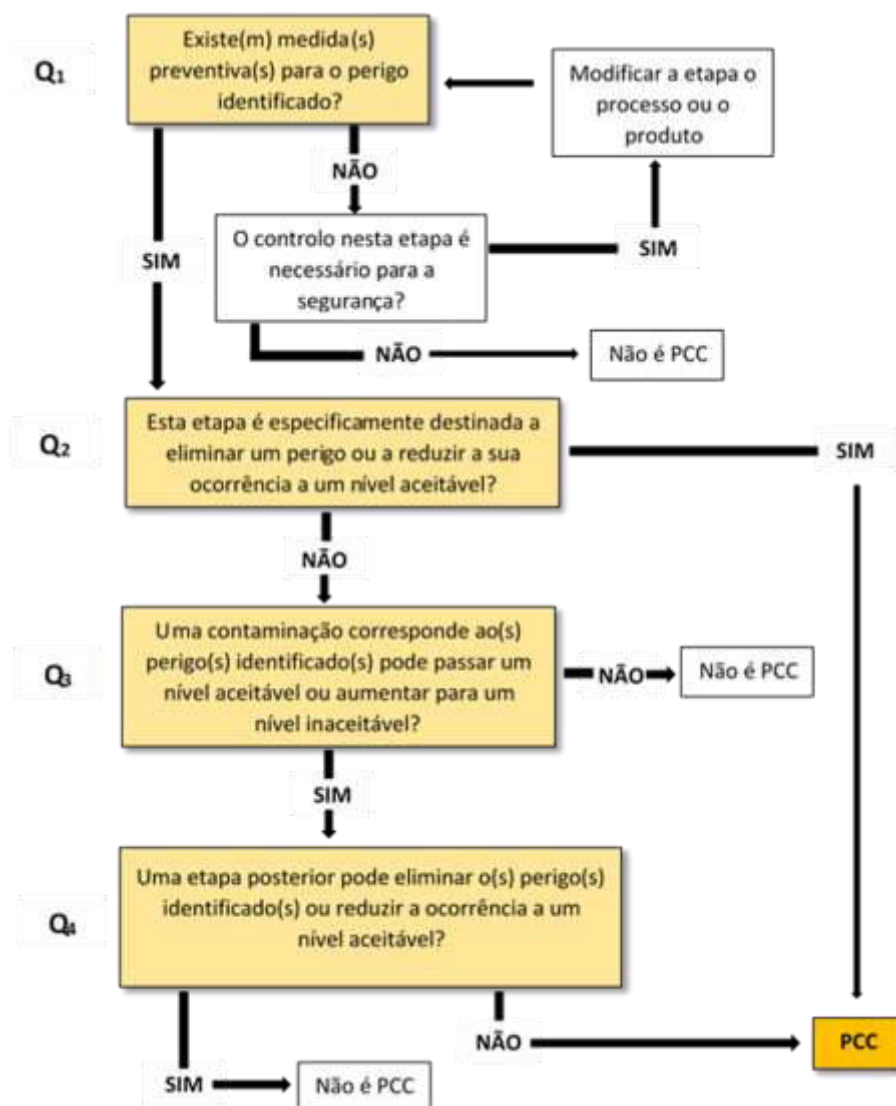 Q1
Existe(m) medida(s)
preventiva(s) para o perigo
identificado?
Modificar a etapa o
processo ou o
produto
NÃO
SIM
O controlo nesta etapa é
necessário para a
segurança?
SIM
NÃO
Não é PCC
Q2
Esta etapa é especificamente destinada a
eliminar um perigo ou a reduzir a sua
ocorrência a um nível aceitável?
SIM
NÃO
Q3
Uma contaminação corresponde ao(s)
perigo(s) identificado(s) pode passar um
nível aceitável ou aumentar para um
nível inaceitável?
NÃO
Não é PCC
SIM
Q4
Uma etapa posterior pode eliminar o(s) perigo(s)
identificado(s) ou reduzir a ocorrência a um
nível aceitável?
NÃO
PCC
SIM
Não é PCC